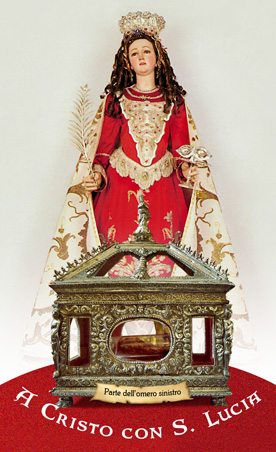 Parte dell'omero sinistro
A Cristo con S. Lucia